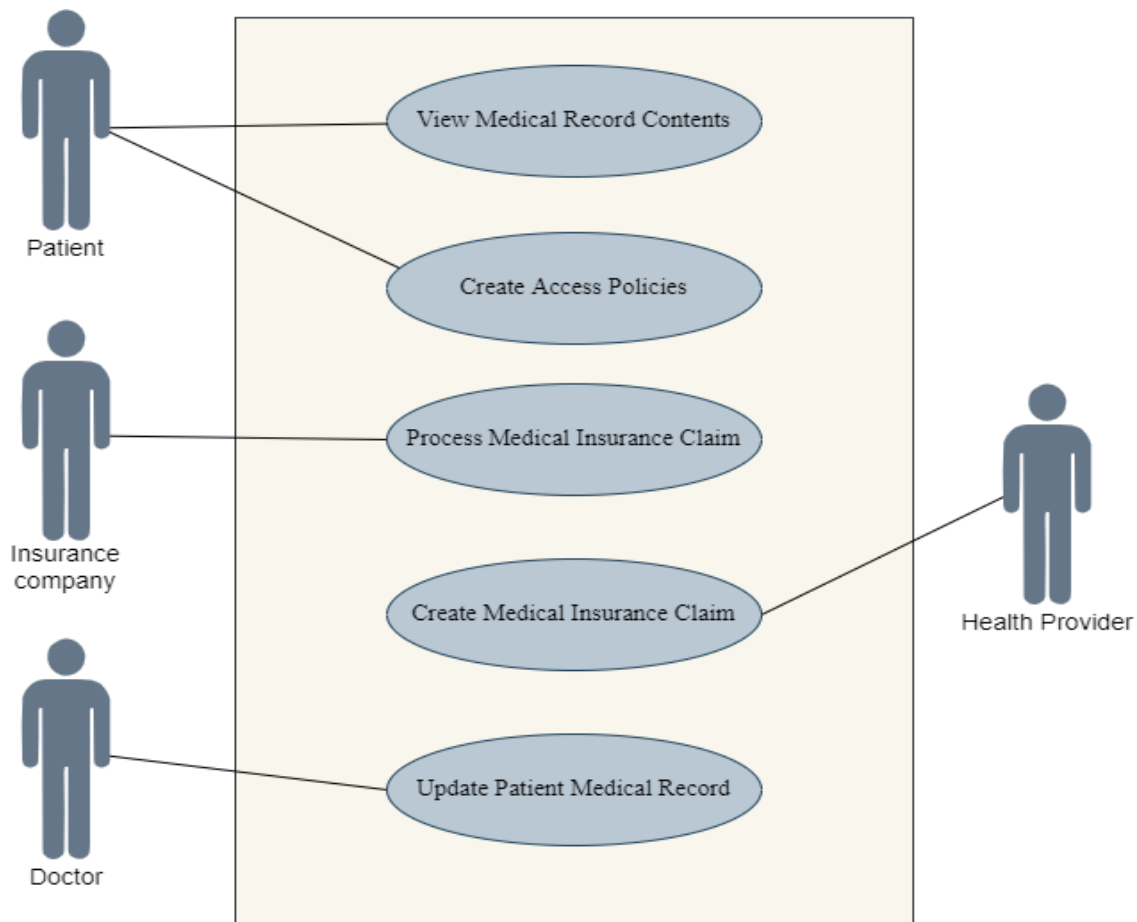 View Medical Record Contents
Patient
Create Access Policies
Process Medical Insurance Claim
Insurance
company
Create Medical Insurance Claim
Health Provider
Update Patient Medical Record
Doctor